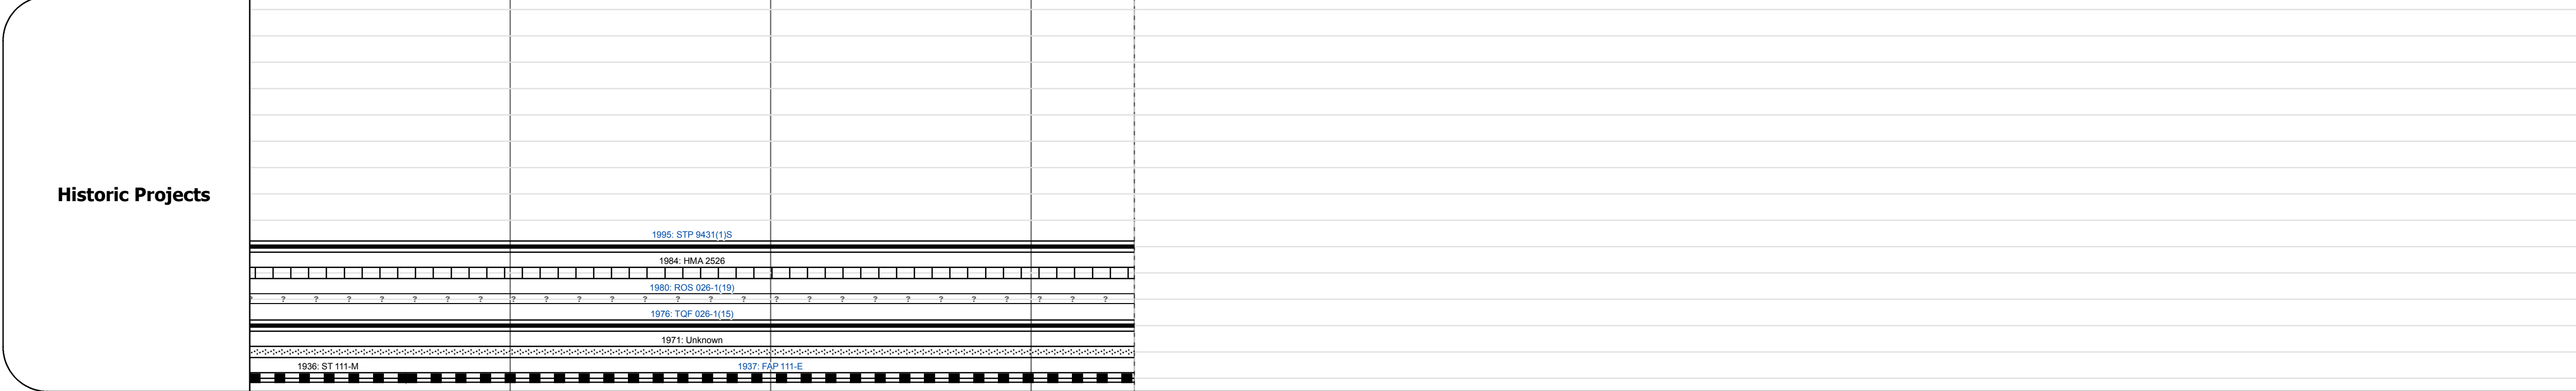 Historic Projects
1995: STP 9431(1)S
1984: HMA 2526
1980: ROS 026-1(19)
? ? ? ? ? ? ? ? ? ? ? ? ? ? ? ? ? ? ? ? ? ? ? ? ? ? ?
1976: TQF 026-1(15)
1971: Unknown
1936: ST 111-M 1937: FAP 111-E